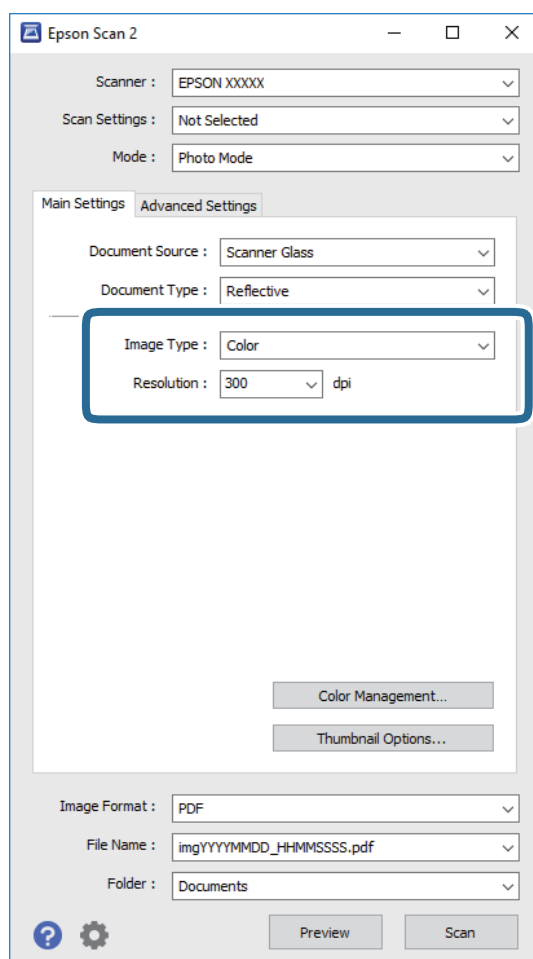 Epson Scan 2
Scanner : EPSON XXXXX
Scan Settings : Not Selected
Mode : Photo Mode
Main Settings Advanced Settings
Document Source : Scanner Glass
Document Type : Reflective
Image Type : Color
Resolution : 300 dpi
Color Management...
Thumbnail Options...
Image Format : PDF
File Name : imgYYYYMMDD_HHMMSSSS.pdf
Folder : Documents
? Preview Scan